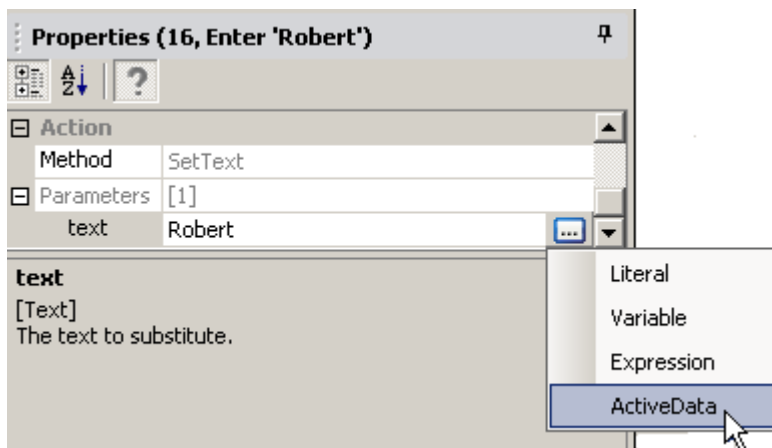 Properties (16, Enter 'Robert')
A
Z
?
Action
Method SetText
Parameters [1]
text Robert ...
text
[Text]
The text to substitute.
Literal
Variable
Expression
ActiveData